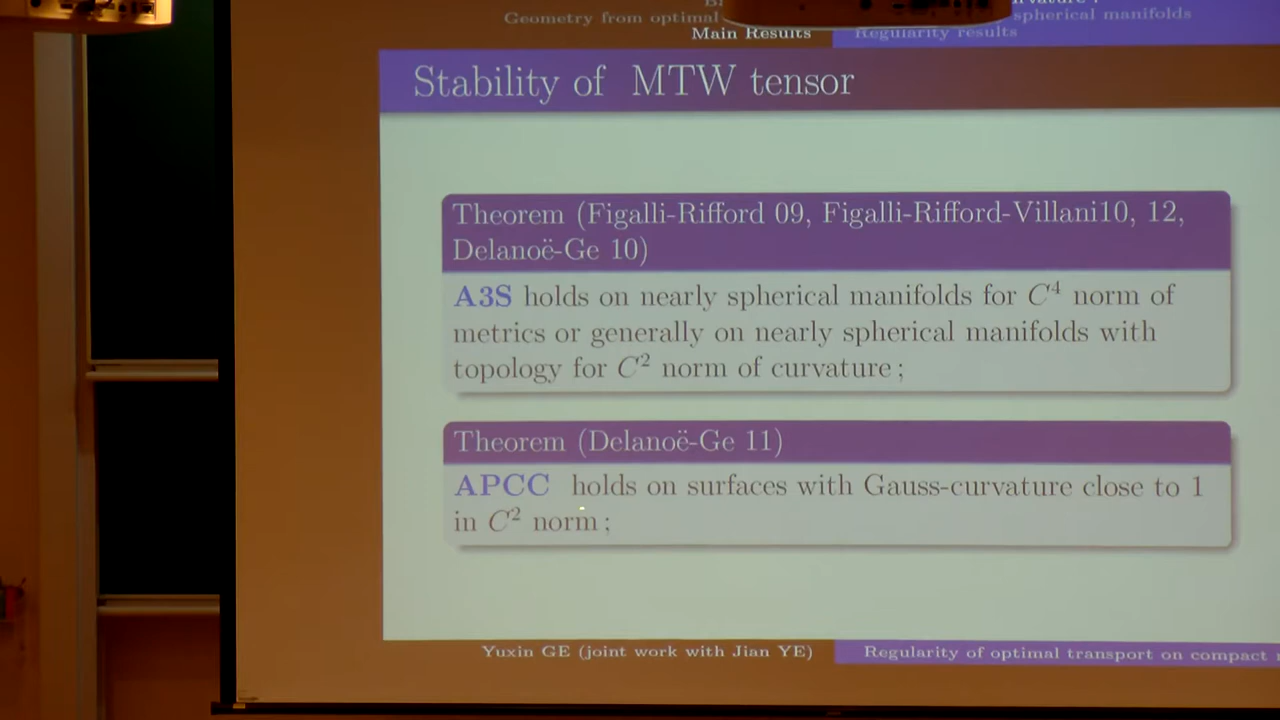 Geometry from optimal
spherical manifolds
Main Results
Regularity results
Stability of MTW tensor
Theorem (Figalli-Rifford 09, Figalli-Rifford-Villani10, 12,
Delanoë-Ge 10)
A3S holds on nearly spherical manifolds for C⁴ norm of
metrics or generally on nearly spherical manifolds with
topology for C² norm of curvature ;
Theorem (Delanoë-Ge 11)
APCC holds on surfaces with Gauss-curvature close to 1
in C² norm ;
Yuxin GE (joint work with Jian YE)
Regularity of optimal transport on compact